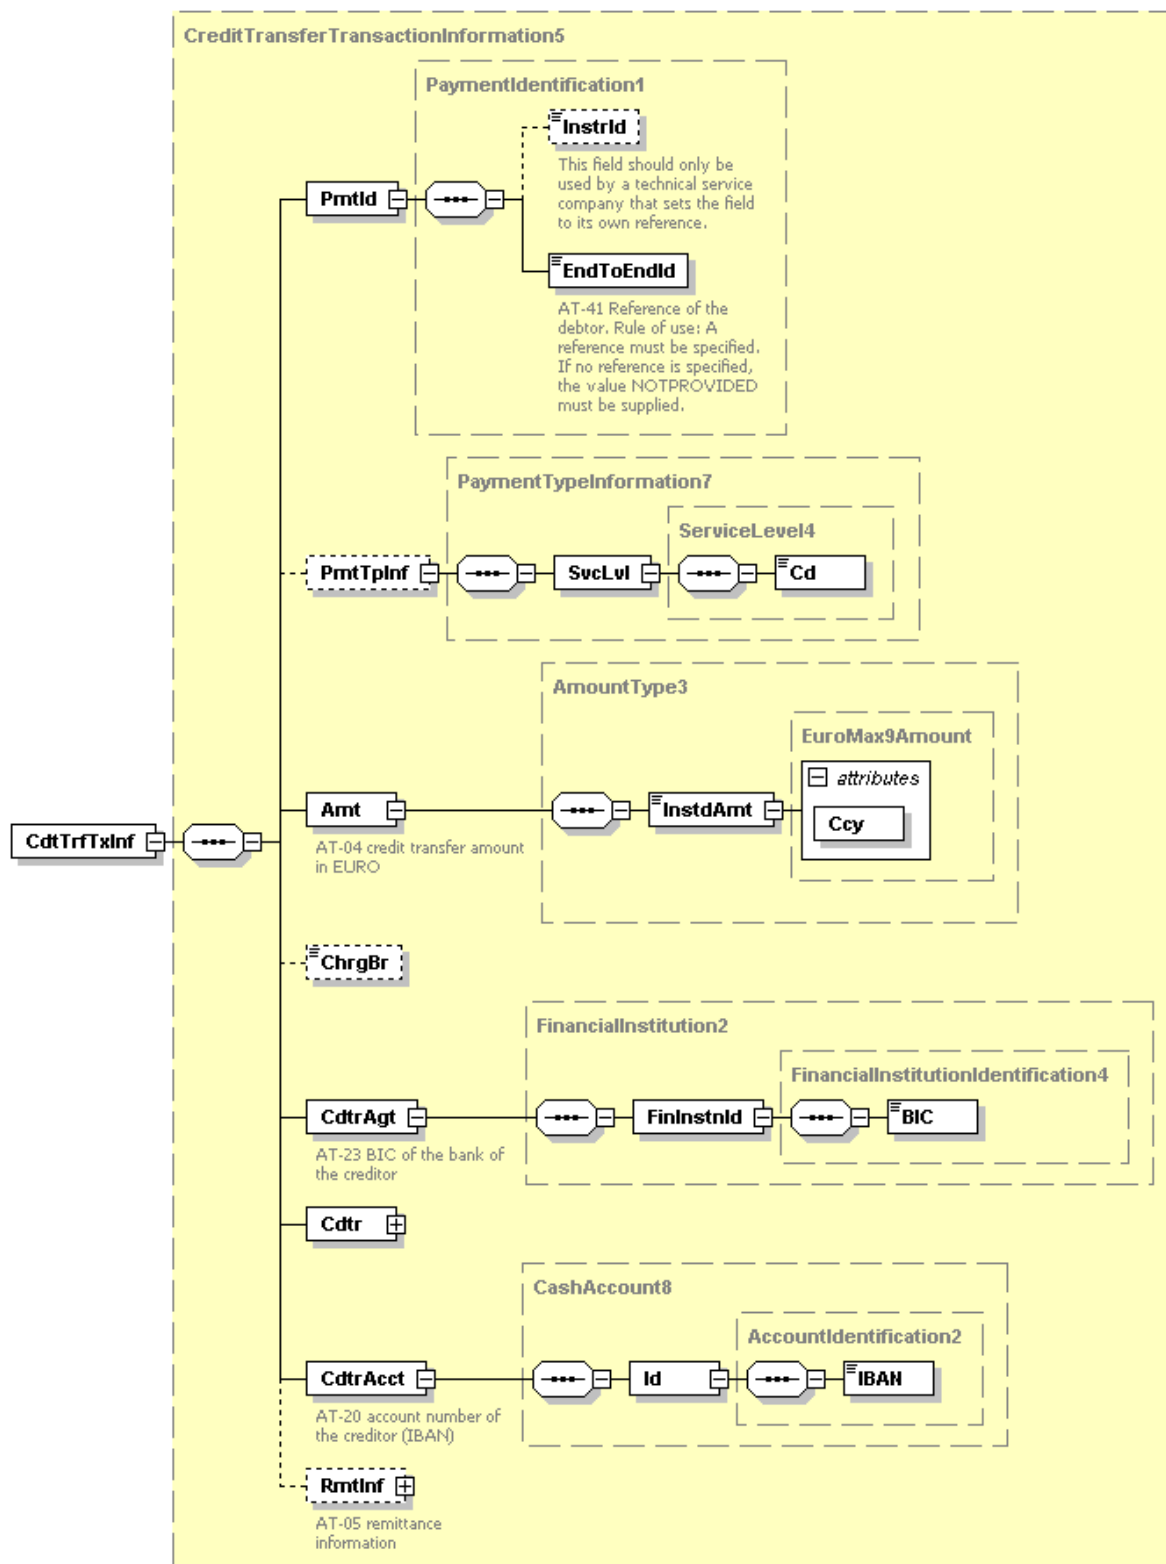 CreditTransferTransactionInformation5
PaymentIdentification1
InstrId
This field should only be
used by a technical service
company that sets the field
to its own reference.
PmtId
EndToEndId
AT-41 Reference of the
debtor. Rule of use: A
reference must be specified.
If no reference is specified,
the value NOTPROVIDED
must be supplied.
PaymentTypeInformation7
ServiceLevel4
PmtTpInf
SvcLvl
Cd
AmountType3
EuroMax9Amount
attributes
Amt
InstdAmt
Ccy
CdtTrfTxInf
AT-04 credit transfer amount
in EURO
ChrgBr
FinancialInstitution2
FinancialInstitutionIdentification4
CdtrAgt
FinInstnId
BIC
AT-23 BIC of the bank of
the creditor
Cdtr
CashAccount8
AccountIdentification2
CdtrAcct
Id
IBAN
AT-20 account number of
the creditor (IBAN)
RmtInf
AT-05 remittance
information